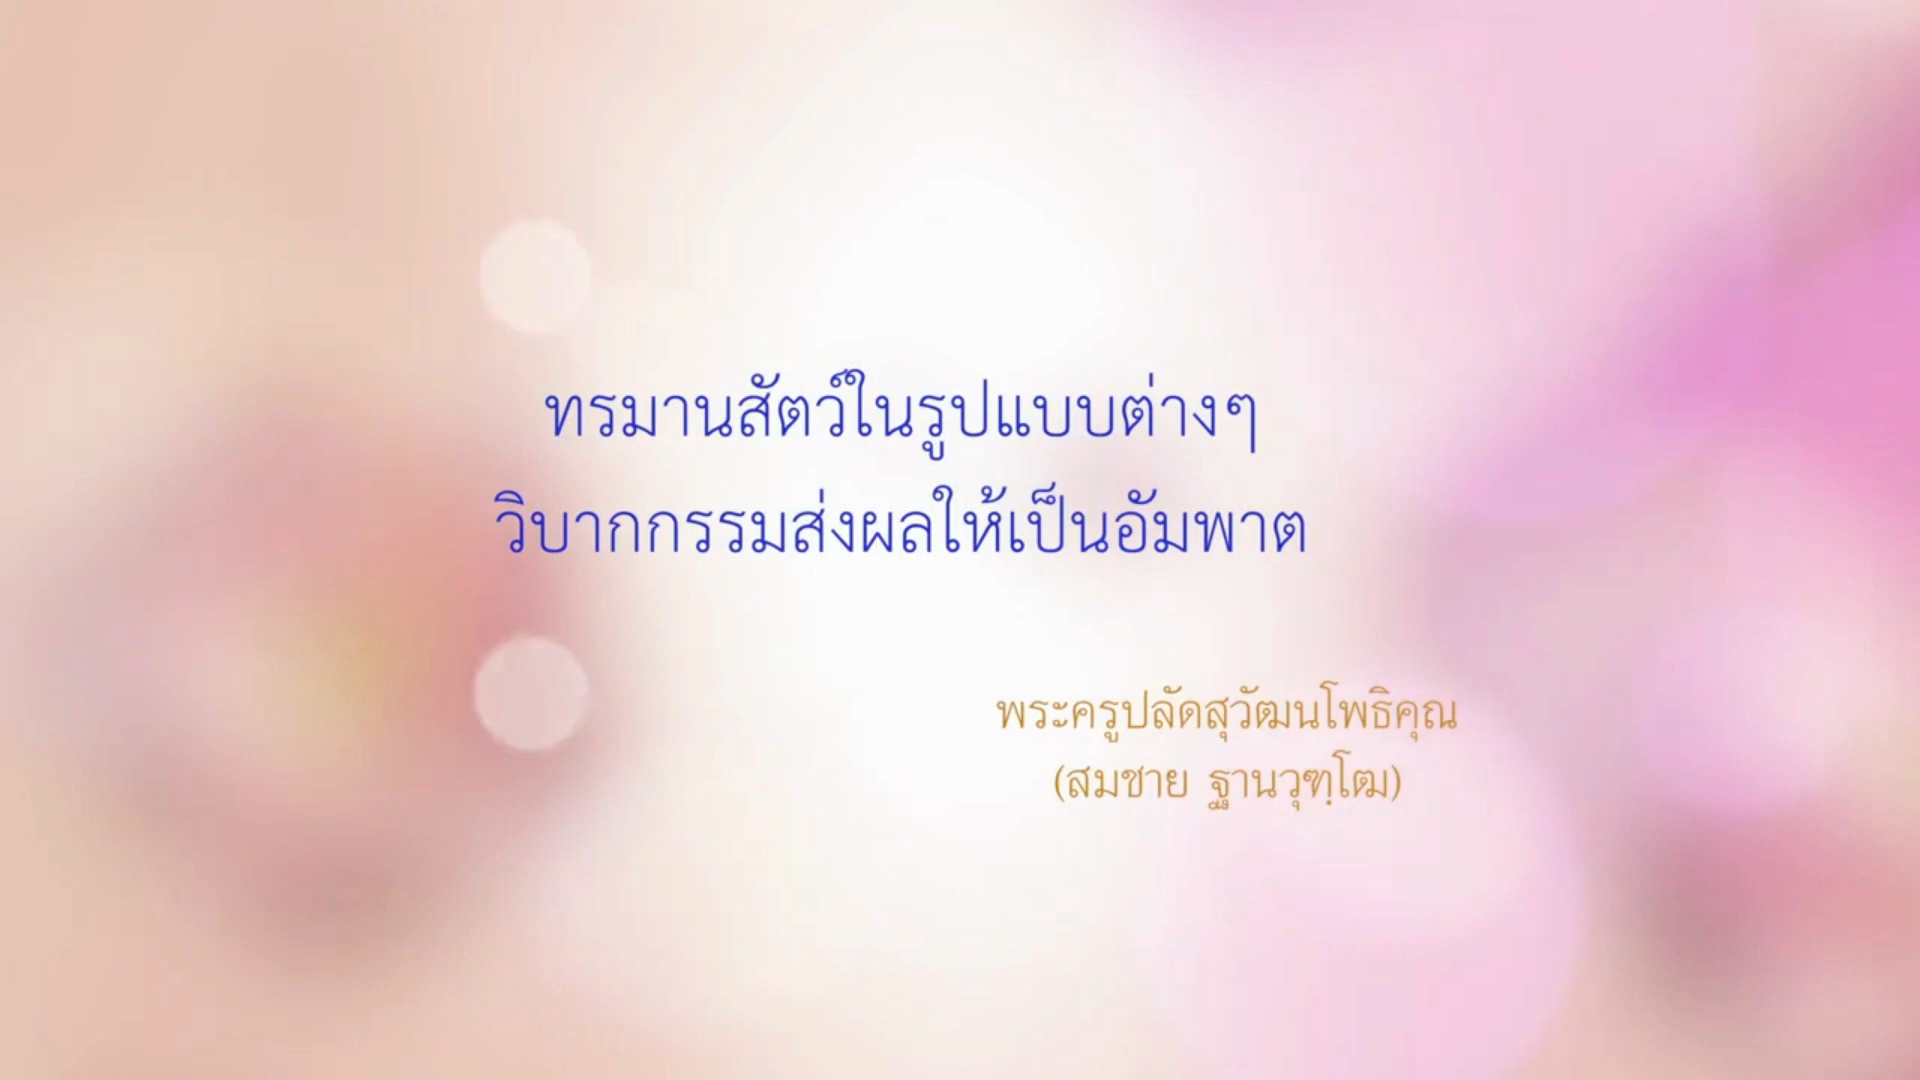 ทรมานสัตว์ในรูปแบบต่างๆ
วิบากกรรมส่งผลให้เป็นอัมพาต
พระครูปลัดสุวัฒนโพธิคุณ
(สมชาย ฐานวุฑฺโฒ)